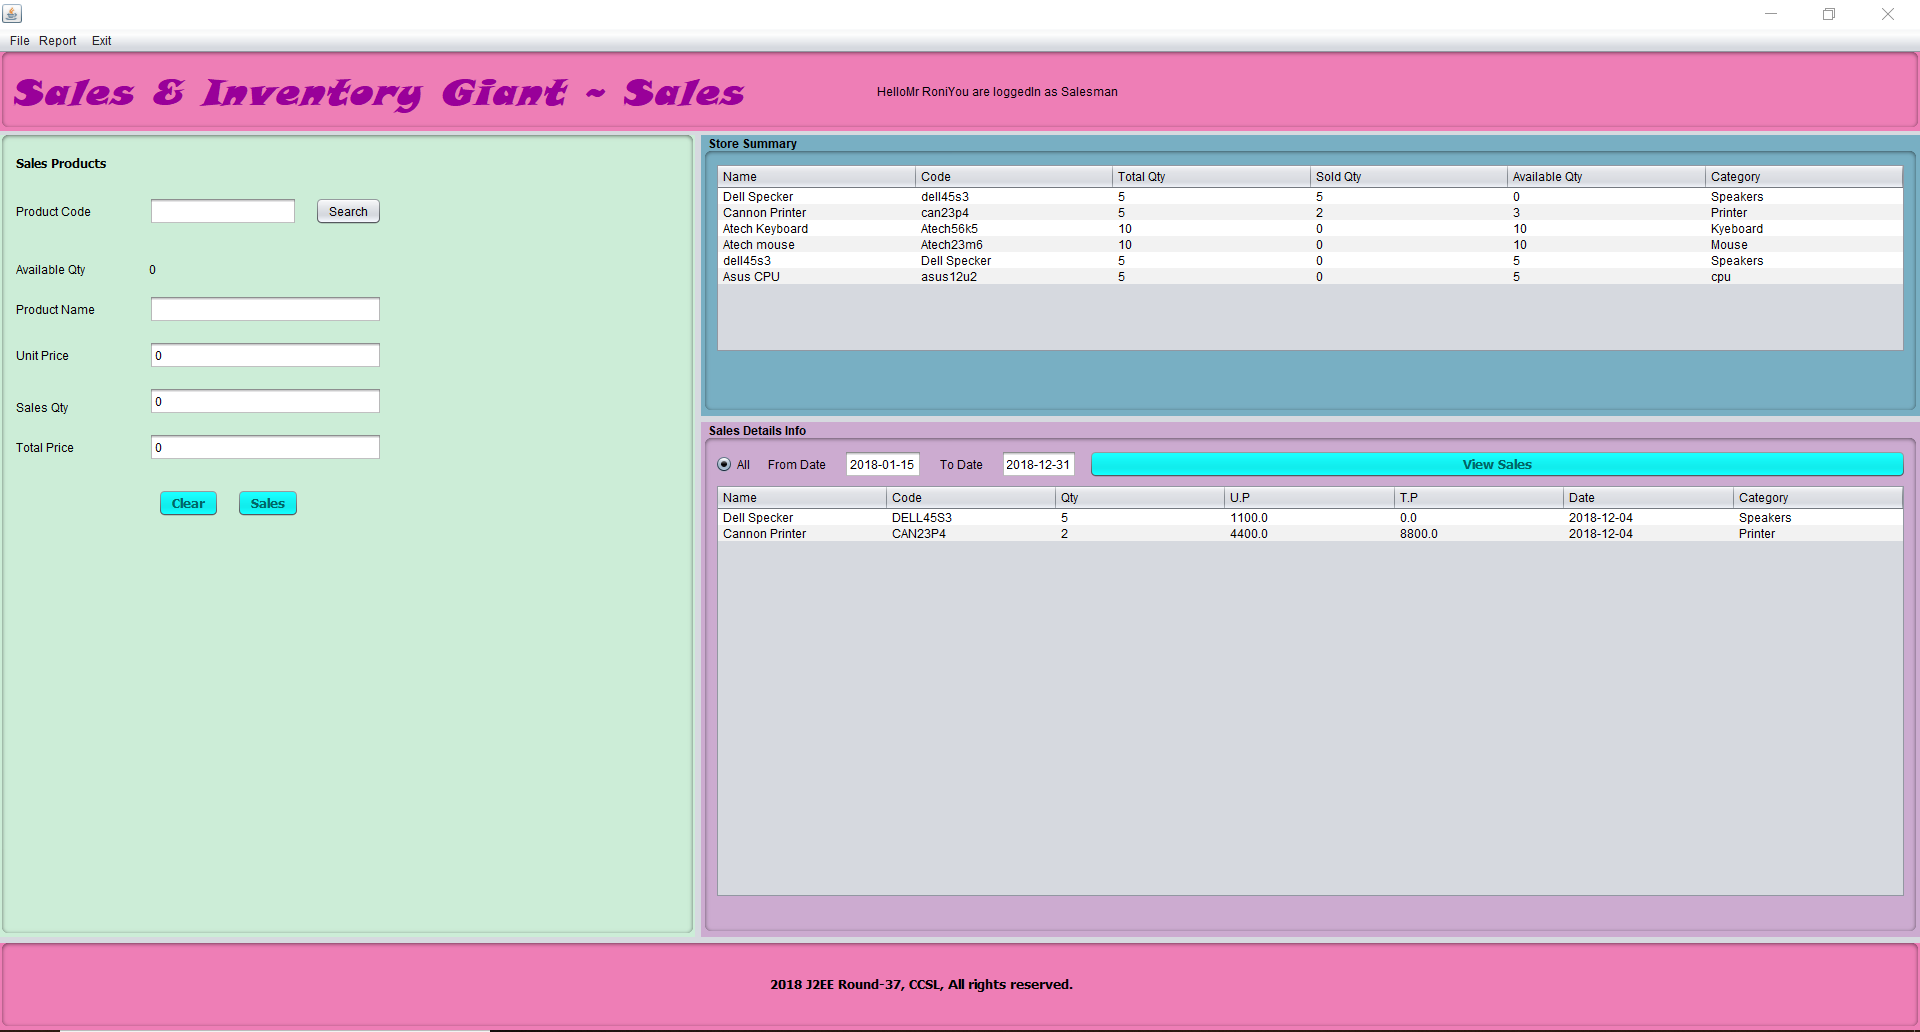 File Report Exit
Sales & Inventory Giant ~ Sales
HelloMr RoniYou are loggedIn as Salesman
Sales Products
Product Code
Search
Available Qty 0
Product Name
Unit Price 0
Sales Qty 0
Total Price 0
Clear Sales
Store Summary
Name Code Total Qty Sold Qty Available Qty Category
Dell Specker dell45s3 5 5 0 Speakers
Cannon Printer can23p4 5 2 3 Printer
Atech Keyboard Atech56k5 10 0 10 Kyeboard
Atech mouse Atech23m6 10 0 10 Mouse
dell45s3 Dell Specker 5 0 5 Speakers
Asus CPU asus12u2 5 0 5 cpu
Sales Details Info
All From Date 2018-01-15 To Date 2018-12-31 View Sales
Name Code Qty U.P T.P Date Category
Dell Specker DELL45S3 5 1100.0 0.0 2018-12-04 Speakers
Cannon Printer CAN23P4 2 4400.0 8800.0 2018-12-04 Printer
2018 J2EE Round-37, CCSL, All rights reserved.